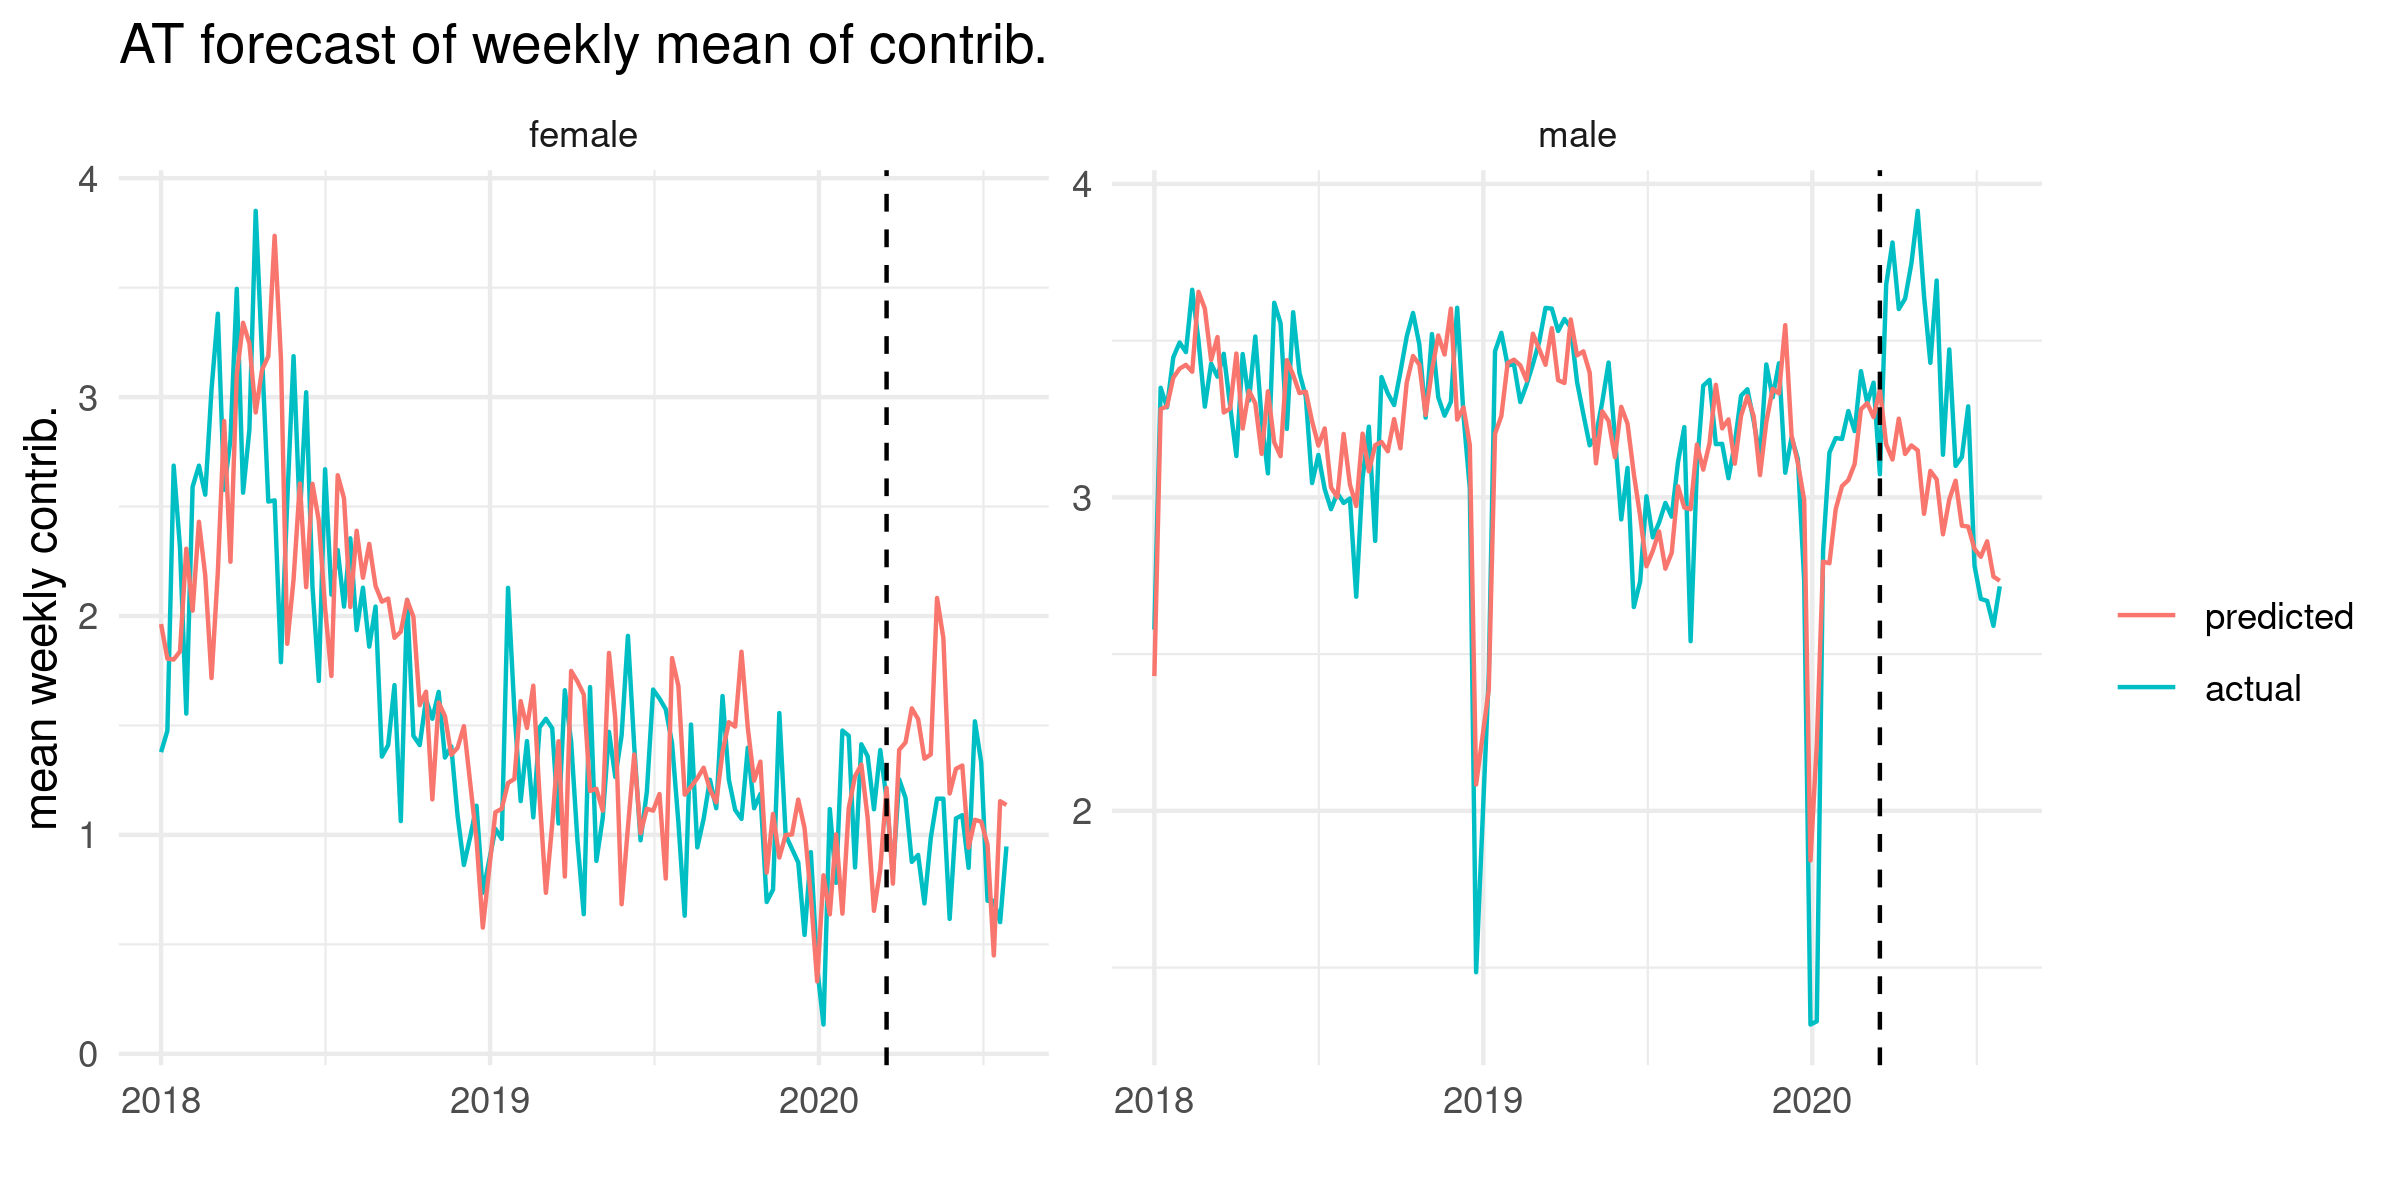 AT forecast of weekly mean of contrib.
female
male
mean weekly contrib.
4
3
2
1
0
2018
2019
2020
4
3
2
2018
2019
2020
predicted
actual